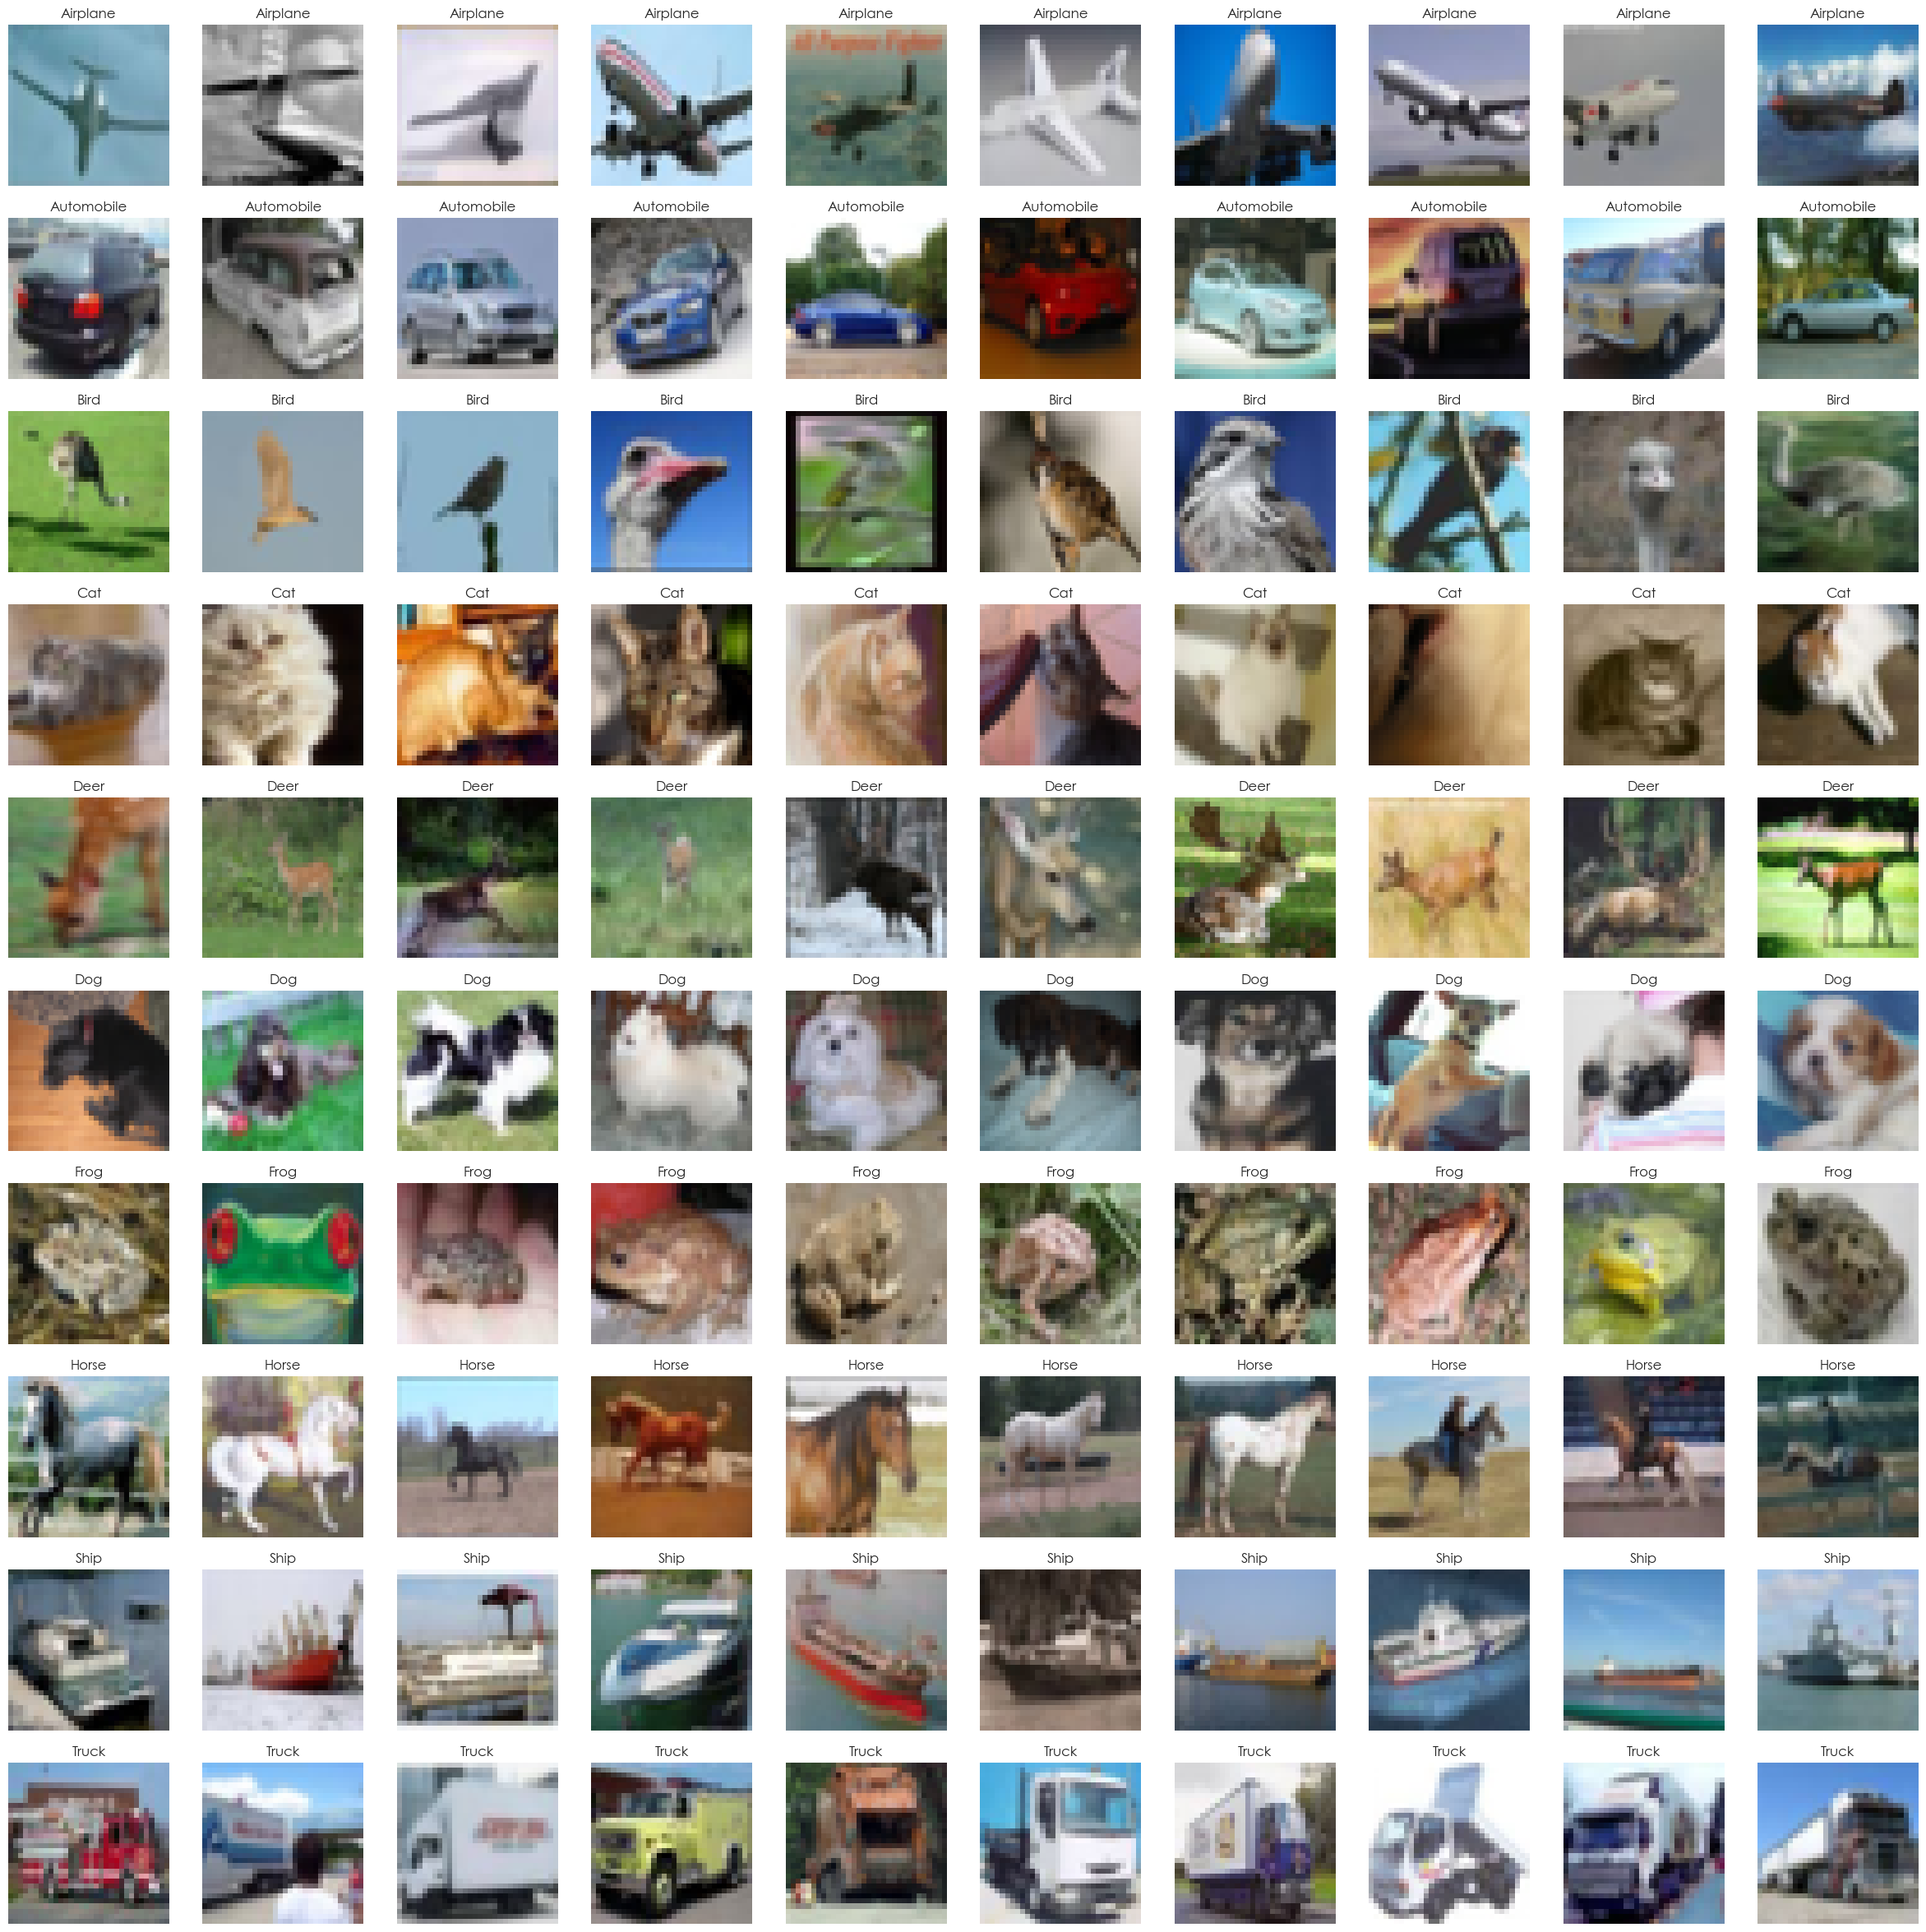 Airplane Airplane Airplane Airplane Airplane Airplane Airplane Airplane Airplane Airplane
Automobile Automobile Automobile Automobile Automobile Automobile Automobile Automobile Automobile Automobile
Bird Bird Bird Bird Bird Bird Bird Bird Bird Bird
Cat Cat Cat Cat Cat Cat Cat Cat Cat Cat
Deer Deer Deer Deer Deer Deer Deer Deer Deer Deer
Dog Dog Dog Dog Dog Dog Dog Dog Dog Dog
Frog Frog Frog Frog Frog Frog Frog Frog Frog Frog
Horse Horse Horse Horse Horse Horse Horse Horse Horse Horse
Ship Ship Ship Ship Ship Ship Ship Ship Ship Ship
Truck Truck Truck Truck Truck Truck Truck Truck Truck Truck